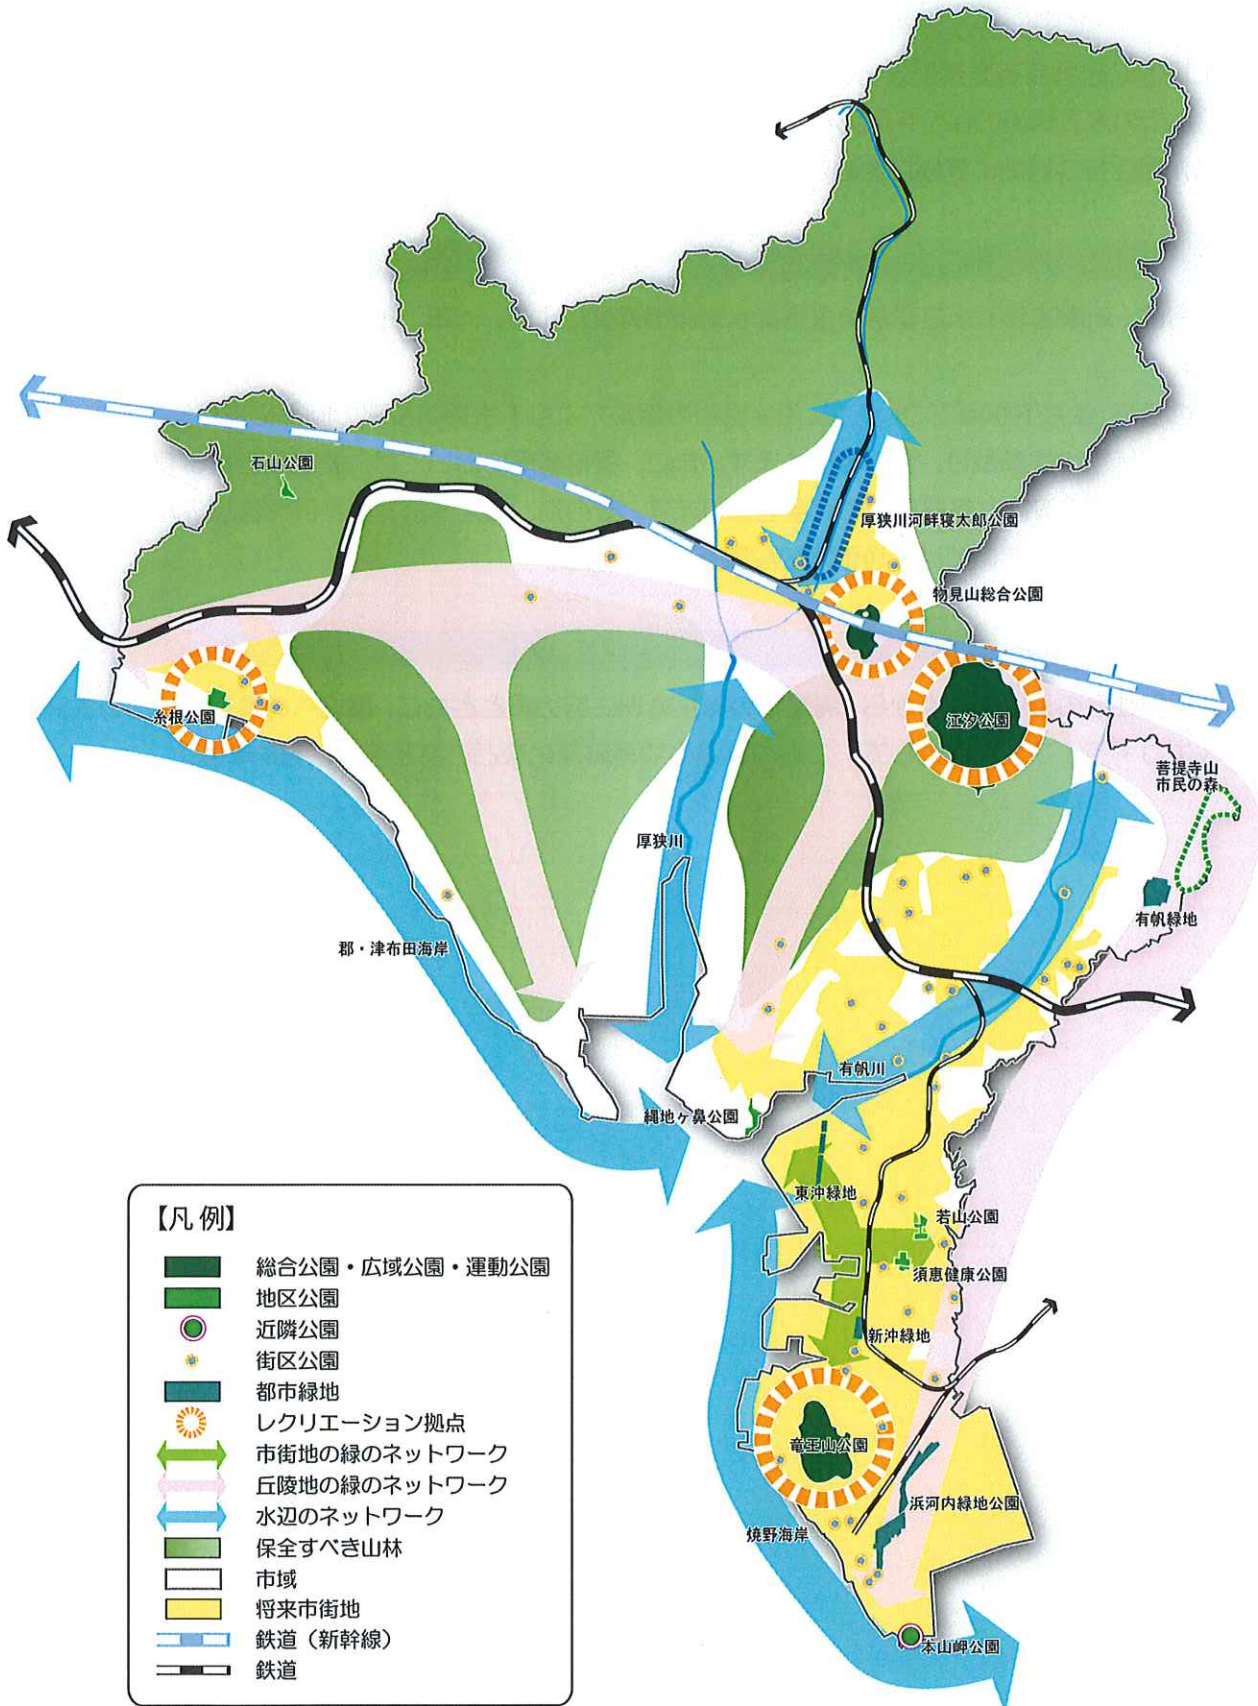 石山公園
厚狭川河畔寝太郎公園
物見山総合公園
江汐公園
糸根公園
菩提寺山
市民の森
厚狭川
有帆緑地
郡・津布田海岸
有帆川
縄地ヶ鼻公園
東沖緑地
若山公園
須恵健康公園
新沖緑地
竜王山公園
浜河内緑地公園
焼野海岸
本山岬公園
【凡 例】
総合公園・広域公園・運動公園
地区公園
近隣公園
街区公園
都市緑地
レクリエーション拠点
市街地の緑のネットワーク
丘陵地の緑のネットワーク
水辺のネットワーク
保全すべき山林
市域
将来市街地
鉄道（新幹線）
鉄道